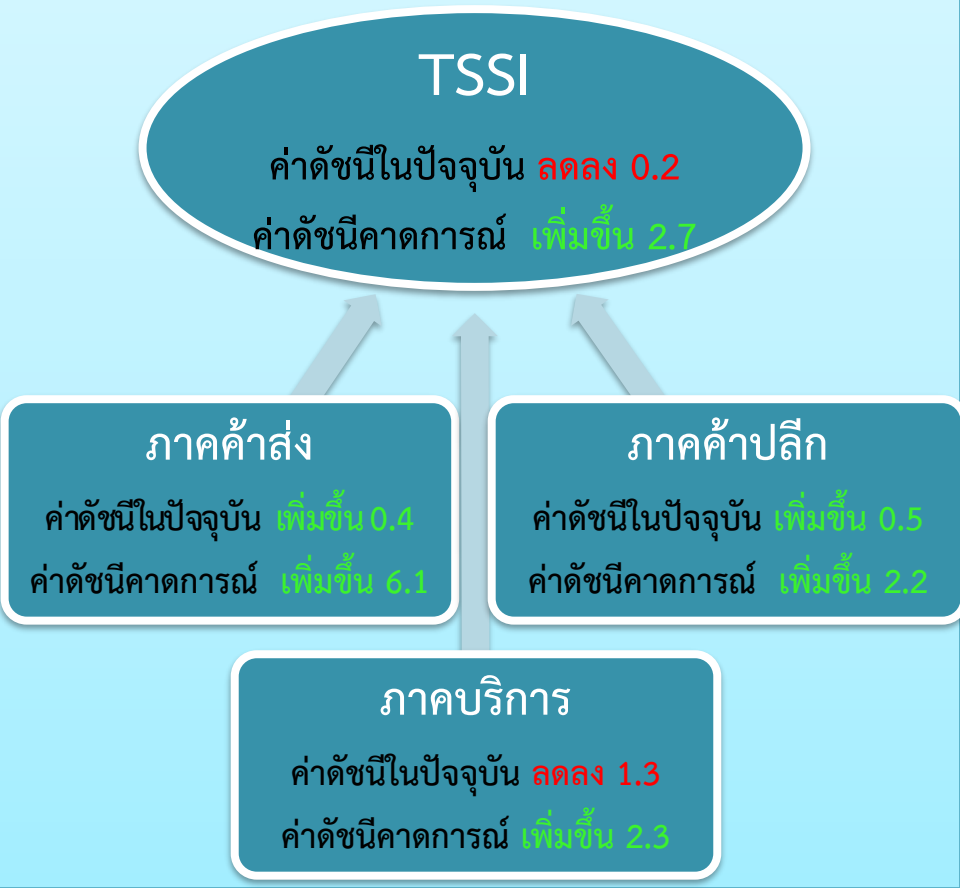 TSSI
ค่าดัชนีในปัจจุบัน ลดลง 0.2
ค่าดัชนีคาดการณ์ เพิ่มขึ้น 2.7
ภาคค้าส่ง
ค่าดัชนีในปัจจุบัน เพิ่มขึ้น 0.4
ค่าดัชนีคาดการณ์ เพิ่มขึ้น 6.1
ภาคค้าปลีก
ค่าดัชนีในปัจจุบัน เพิ่มขึ้น 0.5
ค่าดัชนีคาดการณ์ เพิ่มขึ้น 2.2
ภาคบริการ
ค่าดัชนีในปัจจุบัน ลดลง 1.3
ค่าดัชนีคาดการณ์ เพิ่มขึ้น 2.3